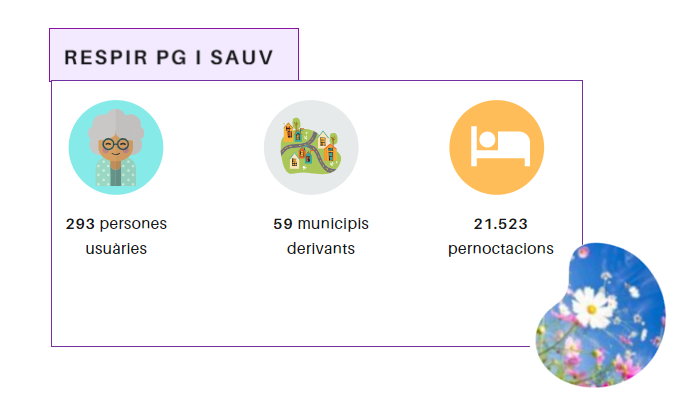 RESPIR PG I SAUV
293 persones
usuàries
59 municipis
derivants
21.523
pernoctacions